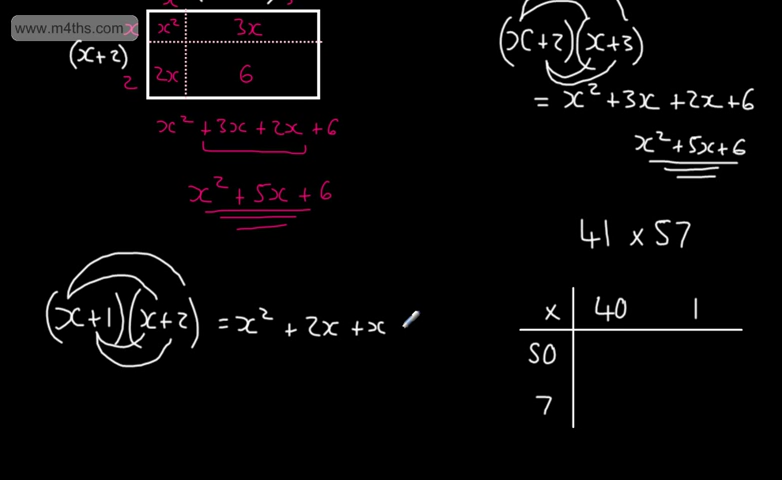 www.m4ths.com
x x² 3x
(x+2)
2 2x 6
x² +3x+2x+6
x² + 5x + 6
(x+2)(x+3)
= x² +3x +2x+6
x²+5x+6
41 x 57
(x+1)(x+2) = x² + 2x +x
x 40 1
50
7